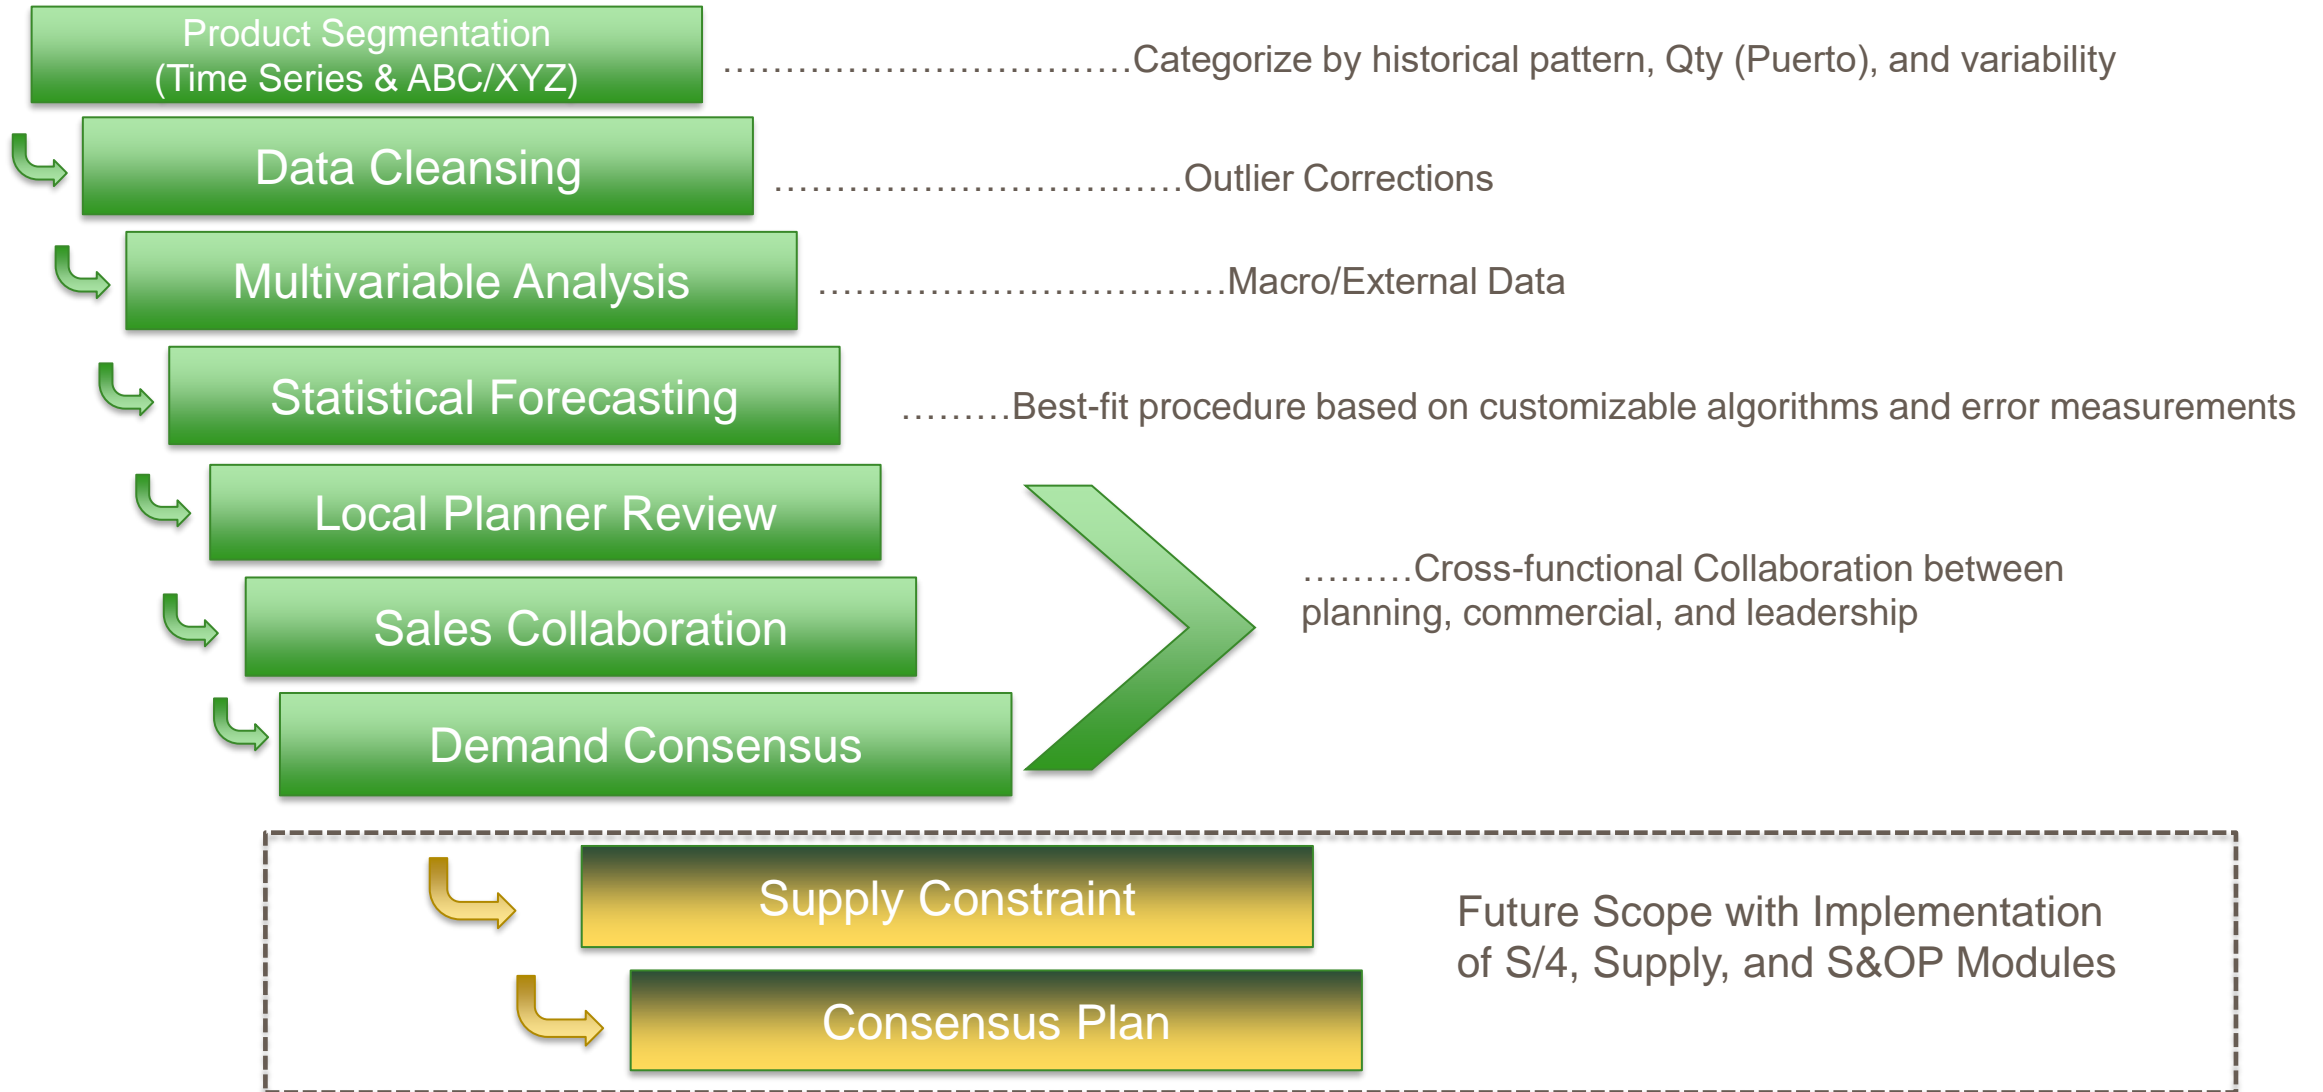 Product Segmentation
(Time Series & ABC/XYZ)
................................Categorize by historical pattern, Qty (Puerto), and variability
Data Cleansing
................................Outlier Corrections
Multivariable Analysis
................................Macro/External Data
Statistical Forecasting
.........Best-fit procedure based on customizable algorithms and error measurements
Local Planner Review
Sales Collaboration
Demand Consensus
.........Cross-functional Collaboration between
planning, commercial, and leadership
Supply Constraint
Consensus Plan
Future Scope with Implementation
of S/4, Supply, and S&OP Modules